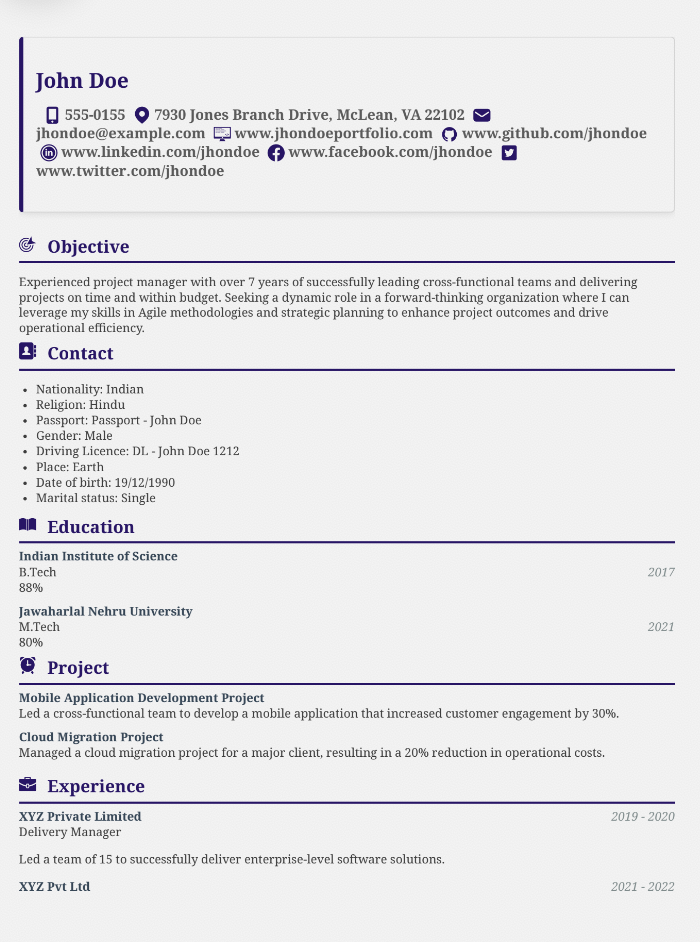 John Doe
555-0155 7930 Jones Branch Drive, McLean, VA 22102
jhondoe@example.com www.jhondoeportfolio.com www.github.com/jhondoe
www.linkedin.com/jhondoe www.facebook.com/jhondoe
www.twitter.com/jhondoe
Objective
Experienced project manager with over 7 years of successfully leading cross-functional teams and delivering
projects on time and within budget. Seeking a dynamic role in a forward-thinking organization where I can
leverage my skills in Agile methodologies and strategic planning to enhance project outcomes and drive
operational efficiency.
Contact
• Nationality: Indian
• Religion: Hindu
• Passport: Passport - John Doe
• Gender: Male
• Driving Licence: DL - John Doe 1212
• Place: Earth
• Date of birth: 19/12/1990
• Marital status: Single
Education
Indian Institute of Science
B.Tech 2017
88%
Jawaharlal Nehru University
M.Tech 2021
80%
Project
Mobile Application Development Project
Led a cross-functional team to develop a mobile application that increased customer engagement by 30%.
Cloud Migration Project
Managed a cloud migration project for a major client, resulting in a 20% reduction in operational costs.
Experience
XYZ Private Limited 2019 - 2020
Delivery Manager
Led a team of 15 to successfully deliver enterprise-level software solutions.
XYZ Pvt Ltd 2021 - 2022